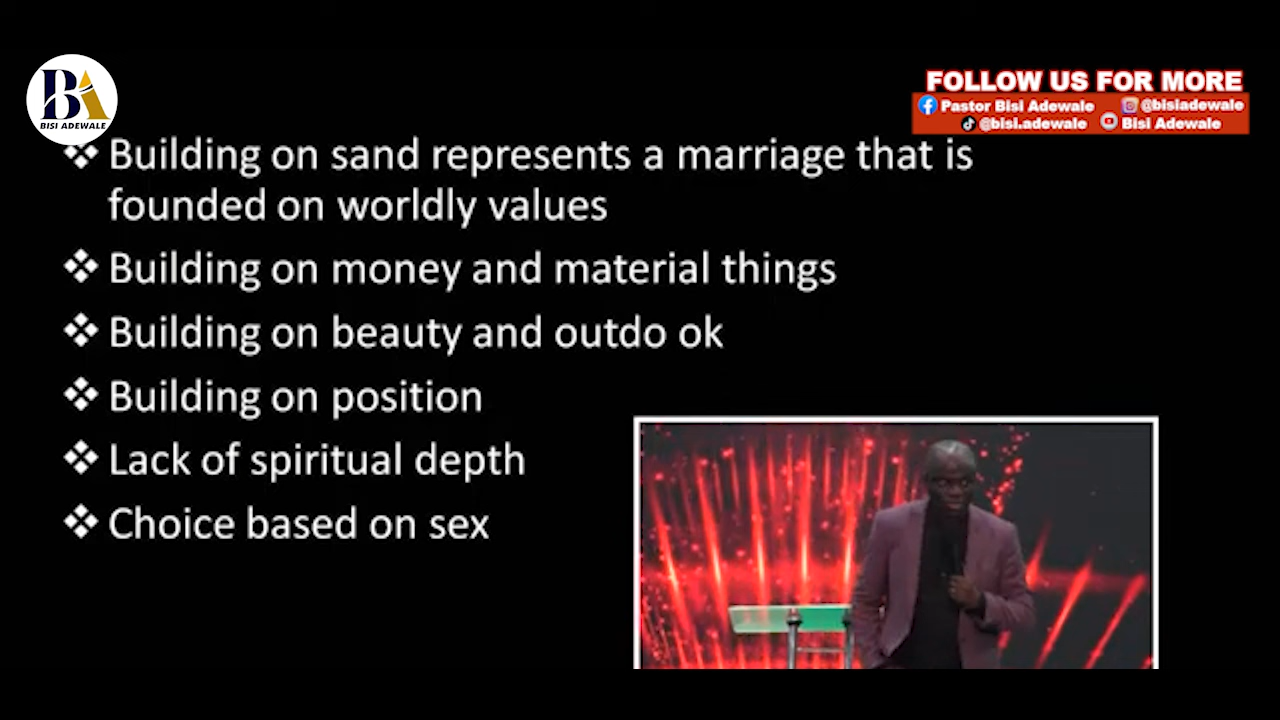 BA
BISI ADEWALE
FOLLOW US FOR MORE
Pastor Bisi Adewale @bisiadewale
@bisi.adewale Bisi Adewale
❖ Building on sand represents a marriage that is
founded on worldly values
❖ Building on money and material things
❖ Building on beauty and outdo ok
❖ Building on position
❖ Lack of spiritual depth
❖ Choice based on sex